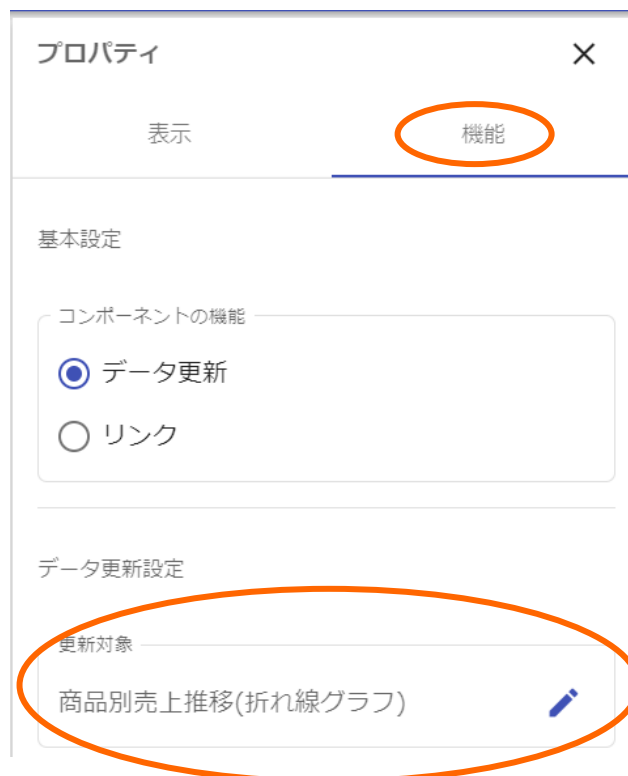 プロパティ
表示
機能
基本設定
コンポーネントの機能
データ更新
リンク
データ更新設定
更新対象
商品別売上推移(折れ線グラフ)